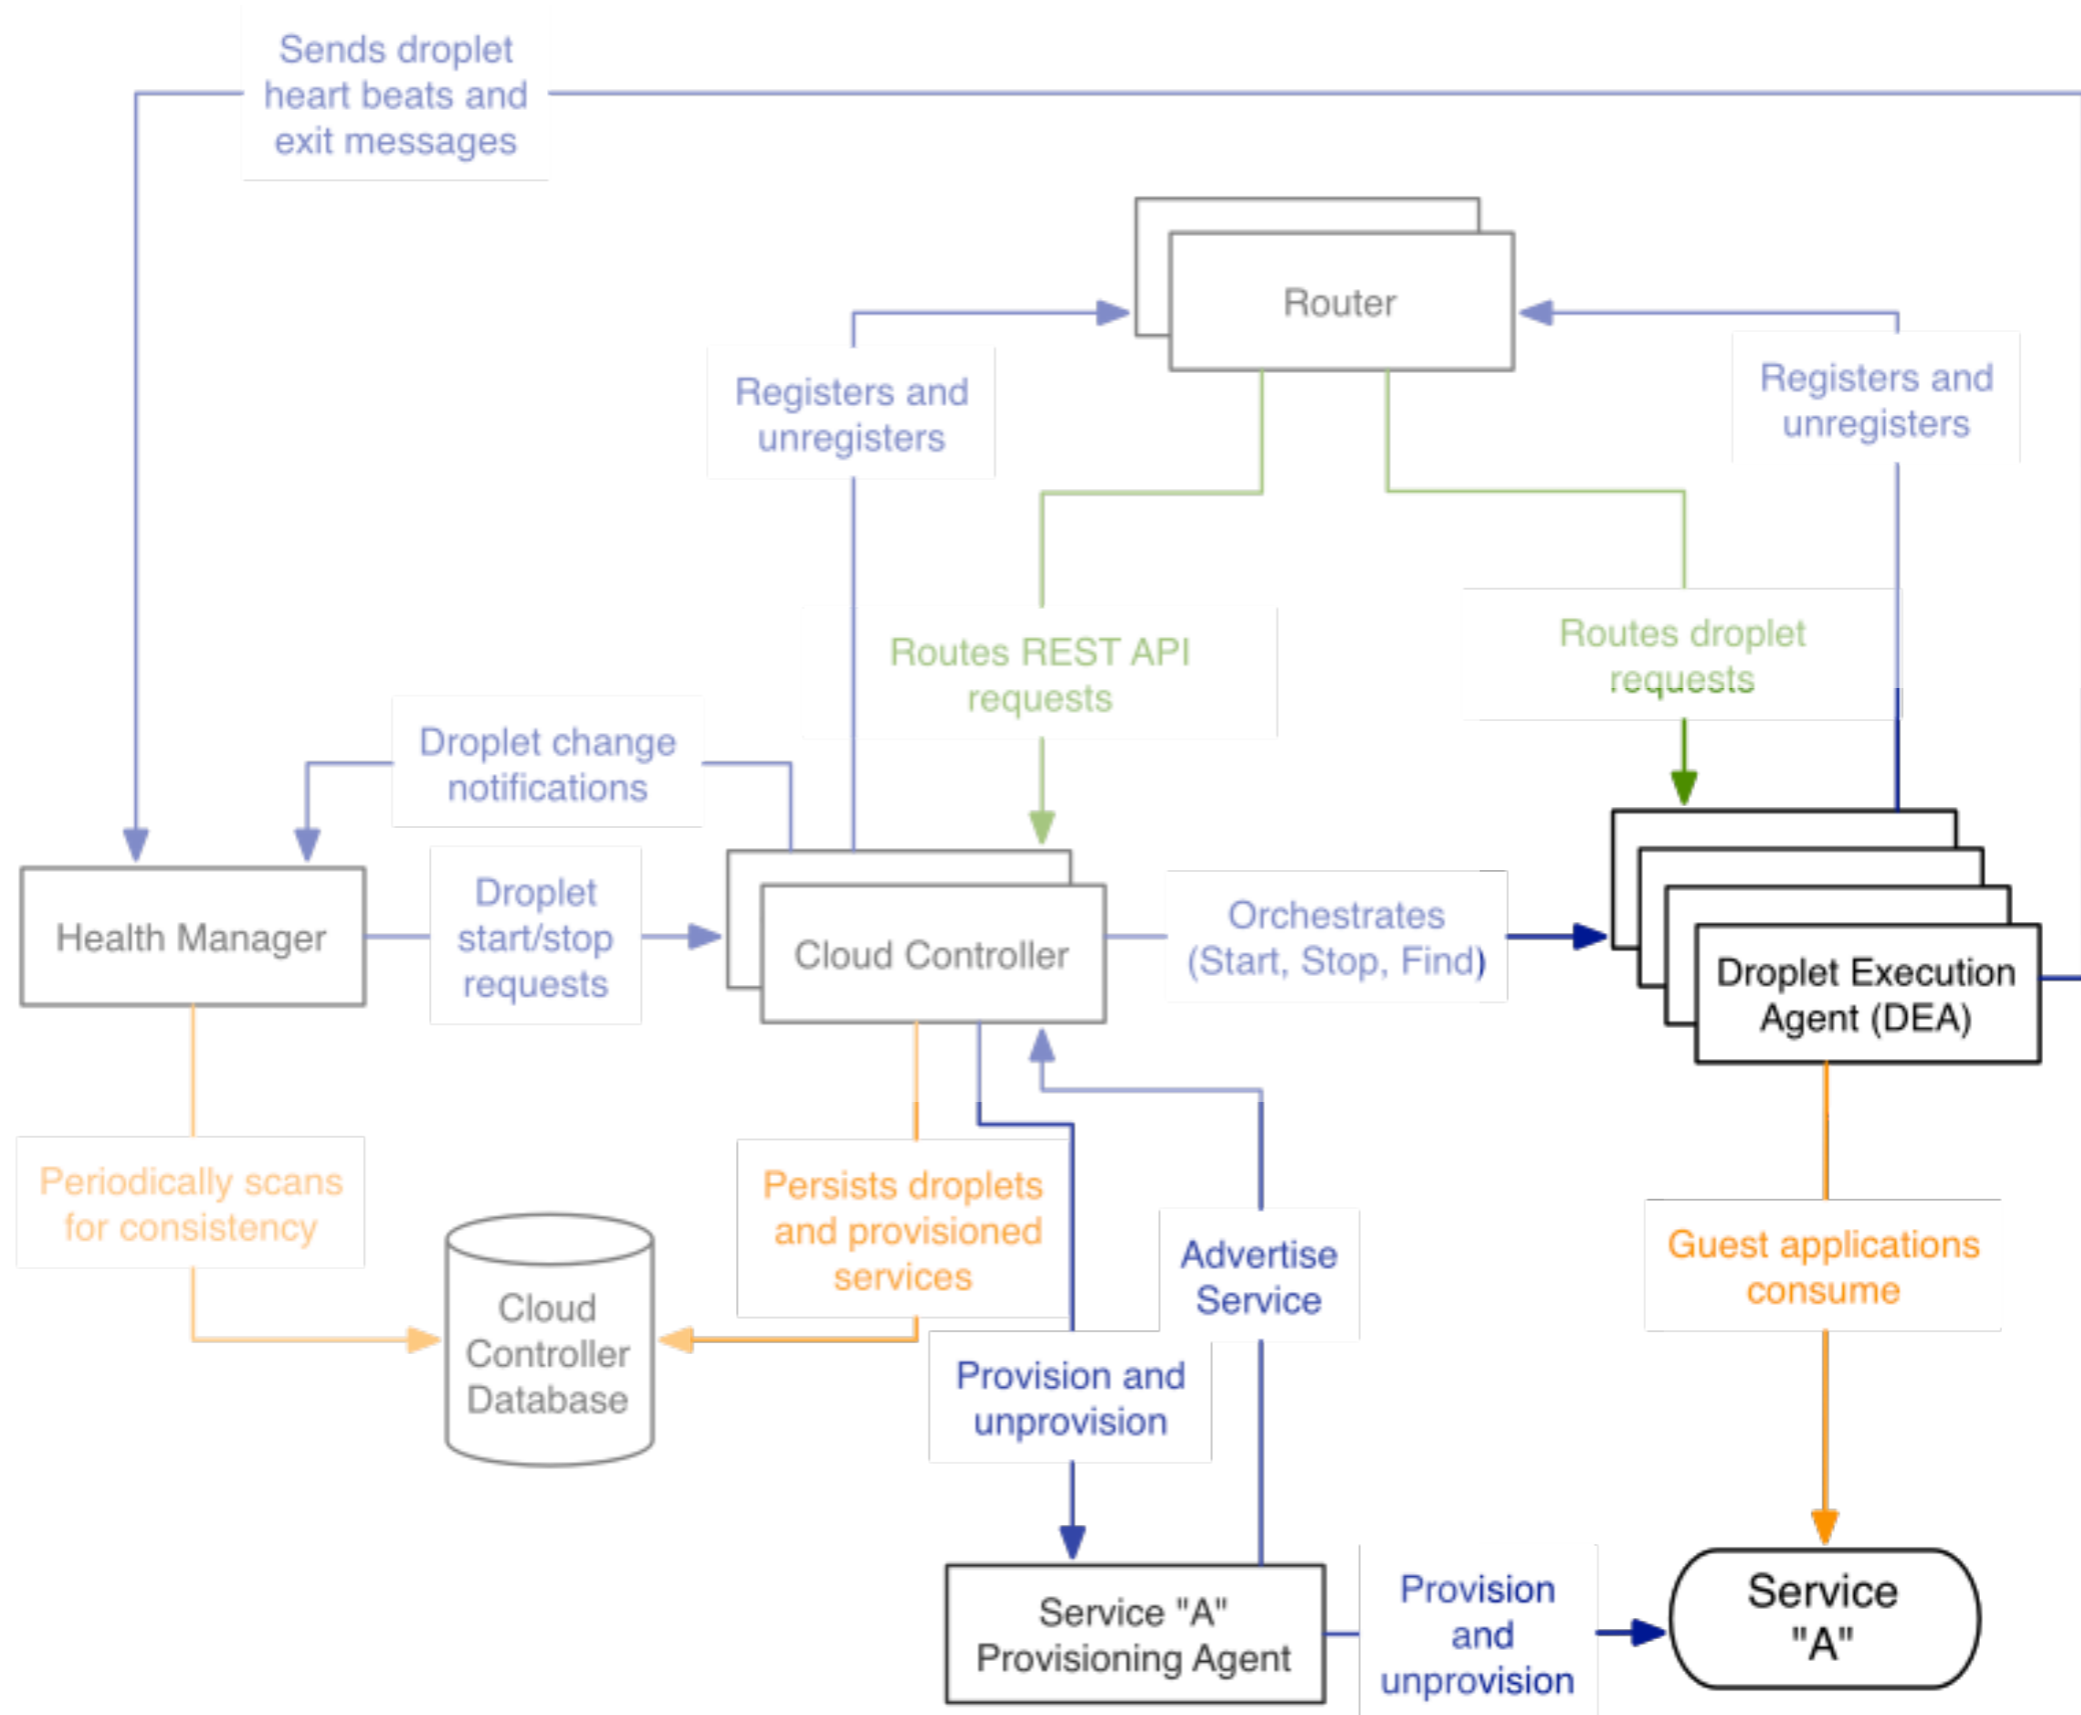 Sends droplet
heart beats and
exit messages
Router
Registers and
unregisters
Registers and
unregisters
Routes REST API
requests
Routes droplet
requests
Droplet change
notifications
Health Manager
Droplet
start/stop
requests
Cloud Controller
Orchestrates
(Start, Stop, Find)
Droplet Execution
Agent (DEA)
Periodically scans
for consistency
Cloud
Controller
Database
Persists droplets
and provisioned
services
Advertise
Service
Guest applications
consume
Provision and
unprovision
Service "A"
Provisioning Agent
Provision
and
unprovision
Service
"A"